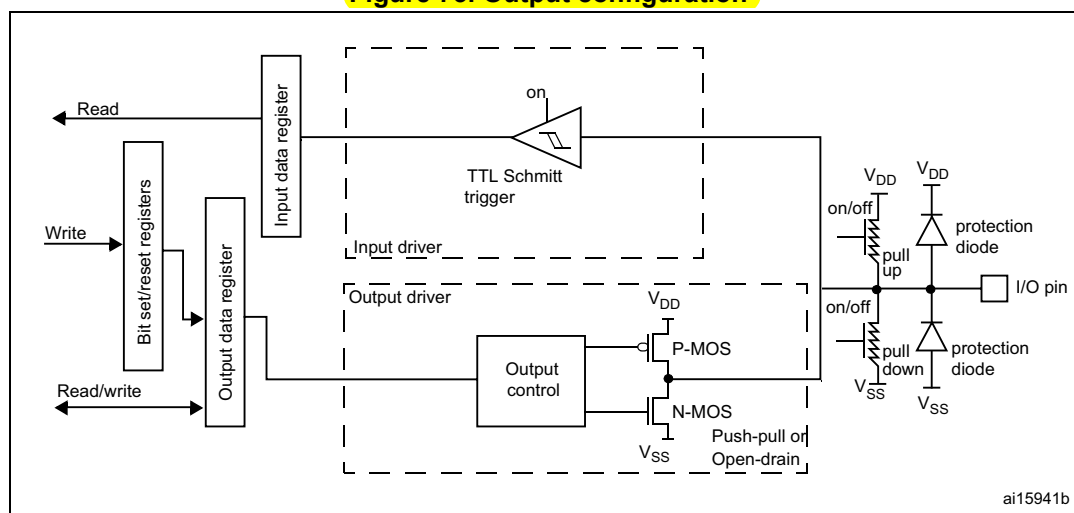 Output configuration
Read
Input data register
on
TTL Schmitt
trigger
Input driver
Write
Bit set/reset registers
Output data register
Read/write
Output driver
VDD
Output
control
P-MOS
N-MOS
VSS
Push-pull or
Open-drain
VDD
on/off
pull
up
VDD
protection
diode
I/O pin
on/off
pull
down
VSS
protection
diode
VSS
ai15941b